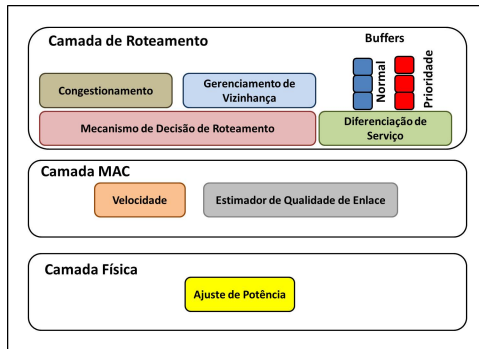 Camada de Roteamento
Buffers
Normal
Prioridade
Congestionamento
Gerenciamento de
Vizinhança
Mecanismo de Decisão de Roteamento
Diferenciação de
Serviço
Camada MAC
Velocidade
Estimador de Qualidade de Enlace
Camada Física
Ajuste de Potência